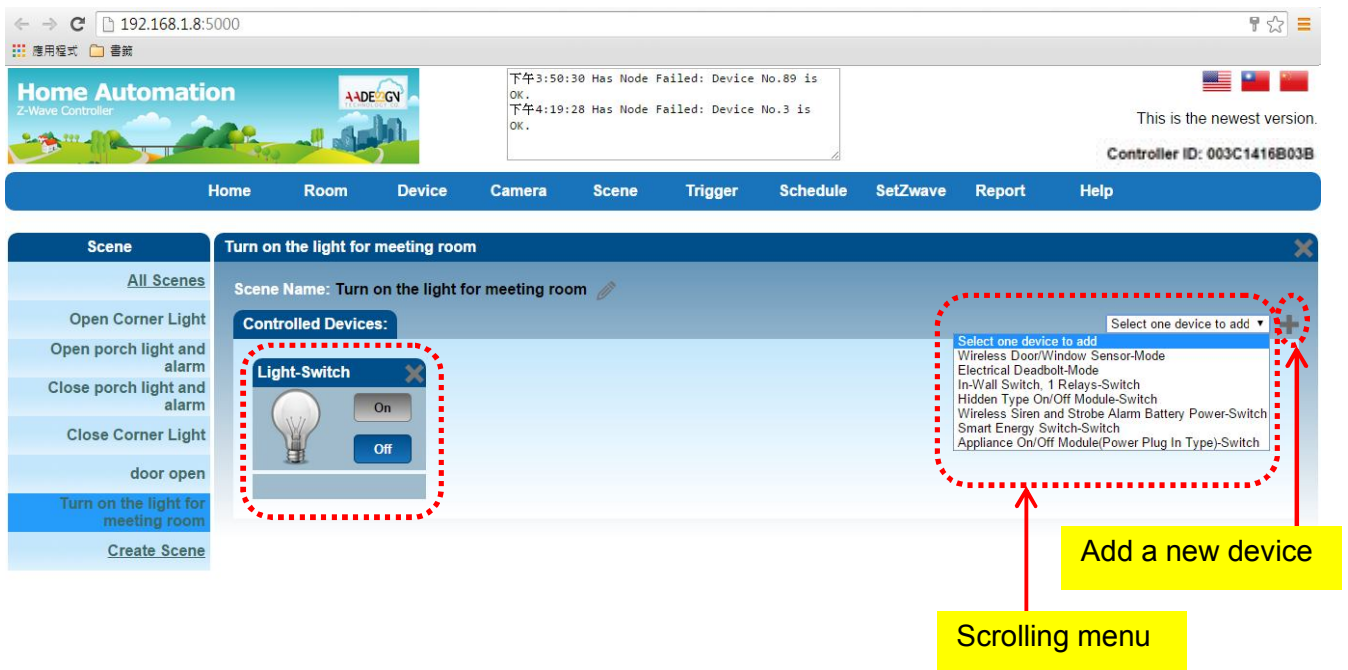 192.168.1.8:5000
應用程式 書籤
Home Automation
Z-Wave Controller
下午3:50:30 Has Node Failed: Device No.89 is
OK.
下午4:19:28 Has Node Failed: Device No.3 is
OK.
This is the newest version.
Controller ID: 003C1416B03B
Home Room Device Camera Scene Trigger Schedule SetZwave Report Help
Scene
All Scenes
Open Corner Light
Open porch light and
alarm
Close porch light and
alarm
Close Corner Light
door open
Turn on the light for
meeting room
Create Scene
Turn on the light for meeting room
Scene Name: Turn on the light for meeting room
Controlled Devices:
Light-Switch
On
Off
Select one device to add
Select one device to add
Wireless Door/Window Sensor-Mode
Electrical Deadbolt-Mode
In-Wall Switch, 1 Relays-Switch
Hidden Type On/Off Module-Switch
Wireless Siren and Strobe Alarm Battery Power-Switch
Smart Energy Switch-Switch
Appliance On/Off Module(Power Plug In Type)-Switch
Add a new device
Scrolling menu